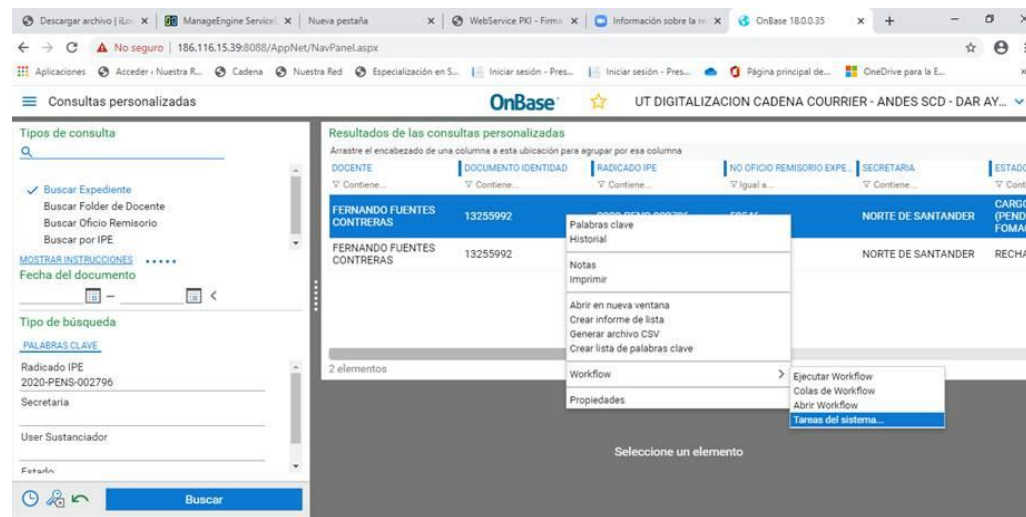 Descargar archivo | iLo
ManageEngine Service
Nueva pestaña
WebService PKI - Firma
Información sobre la
OnBase 18.0.0.35
No seguro | 186.116.15.39:8088/AppNet/NavPanel.aspx
Aplicaciones Acceder ‹ Nuestra R... Cadena Nuestra Red Especialización en S... Iniciar sesión - Pres... Iniciar sesión - Pres... Página principal de... OneDrive para la E...
Consultas personalizadas
OnBase
UT DIGITALIZACION CADENA COURRIER - ANDES SCD - DAR AY...
Tipos de consulta
Buscar Expediente
Buscar Folder de Docente
Buscar Oficio Remisorio
Buscar por IPE
MOSTRAR INSTRUCCIONES
Fecha del documento
–
Tipo de búsqueda
PALABRAS CLAVE
Radicado IPE
2020-PENS-002796
Secretaria
User Sustanciador
Estado
Buscar
Resultados de las consultas personalizadas
Arrastre el encabezado de una columna a esta ubicación para agrupar por esa columna
DOCENTE DOCUMENTO IDENTIDAD RADICADO IPE NO OFICIO REMISORIO EXPE... SECRETARIA ESTADO
Contiene... Contiene... Contiene... Igual a... Contiene... Cont
FERNANDO FUENTES CONTRERAS 13255992 NORTE DE SANTANDER CARGO (PEND FOMAG
FERNANDO FUENTES CONTRERAS 13255992 NORTE DE SANTANDER RECHA
2 elementos
Palabras clave
Historial
Notas
Imprimir
Abrir en nueva ventana
Crear informe de lista
Generar archivo CSV
Crear lista de palabras clave
Workflow
Propiedades
Ejecutar Workflow
Colas de Workflow
Abrir Workflow
Tareas del sistema...
Seleccione un elemento